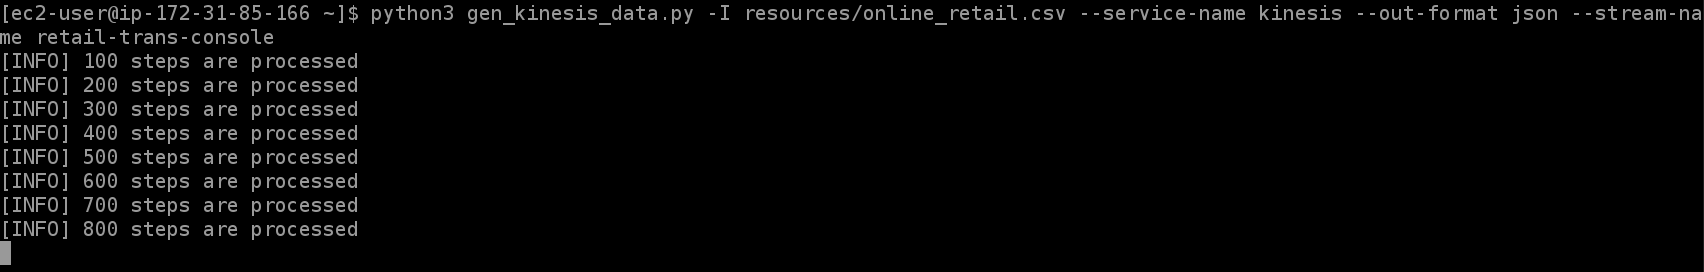 [ec2-user@ip-172-31-85-166 ~]$ python3 gen_kinesis_data.py -I resources/online_retail.csv --service-name kinesis --out-format json --stream-na
me retail-trans-console
[INFO] 100 steps are processed
[INFO] 200 steps are processed
[INFO] 300 steps are processed
[INFO] 400 steps are processed
[INFO] 500 steps are processed
[INFO] 600 steps are processed
[INFO] 700 steps are processed
[INFO] 800 steps are processed